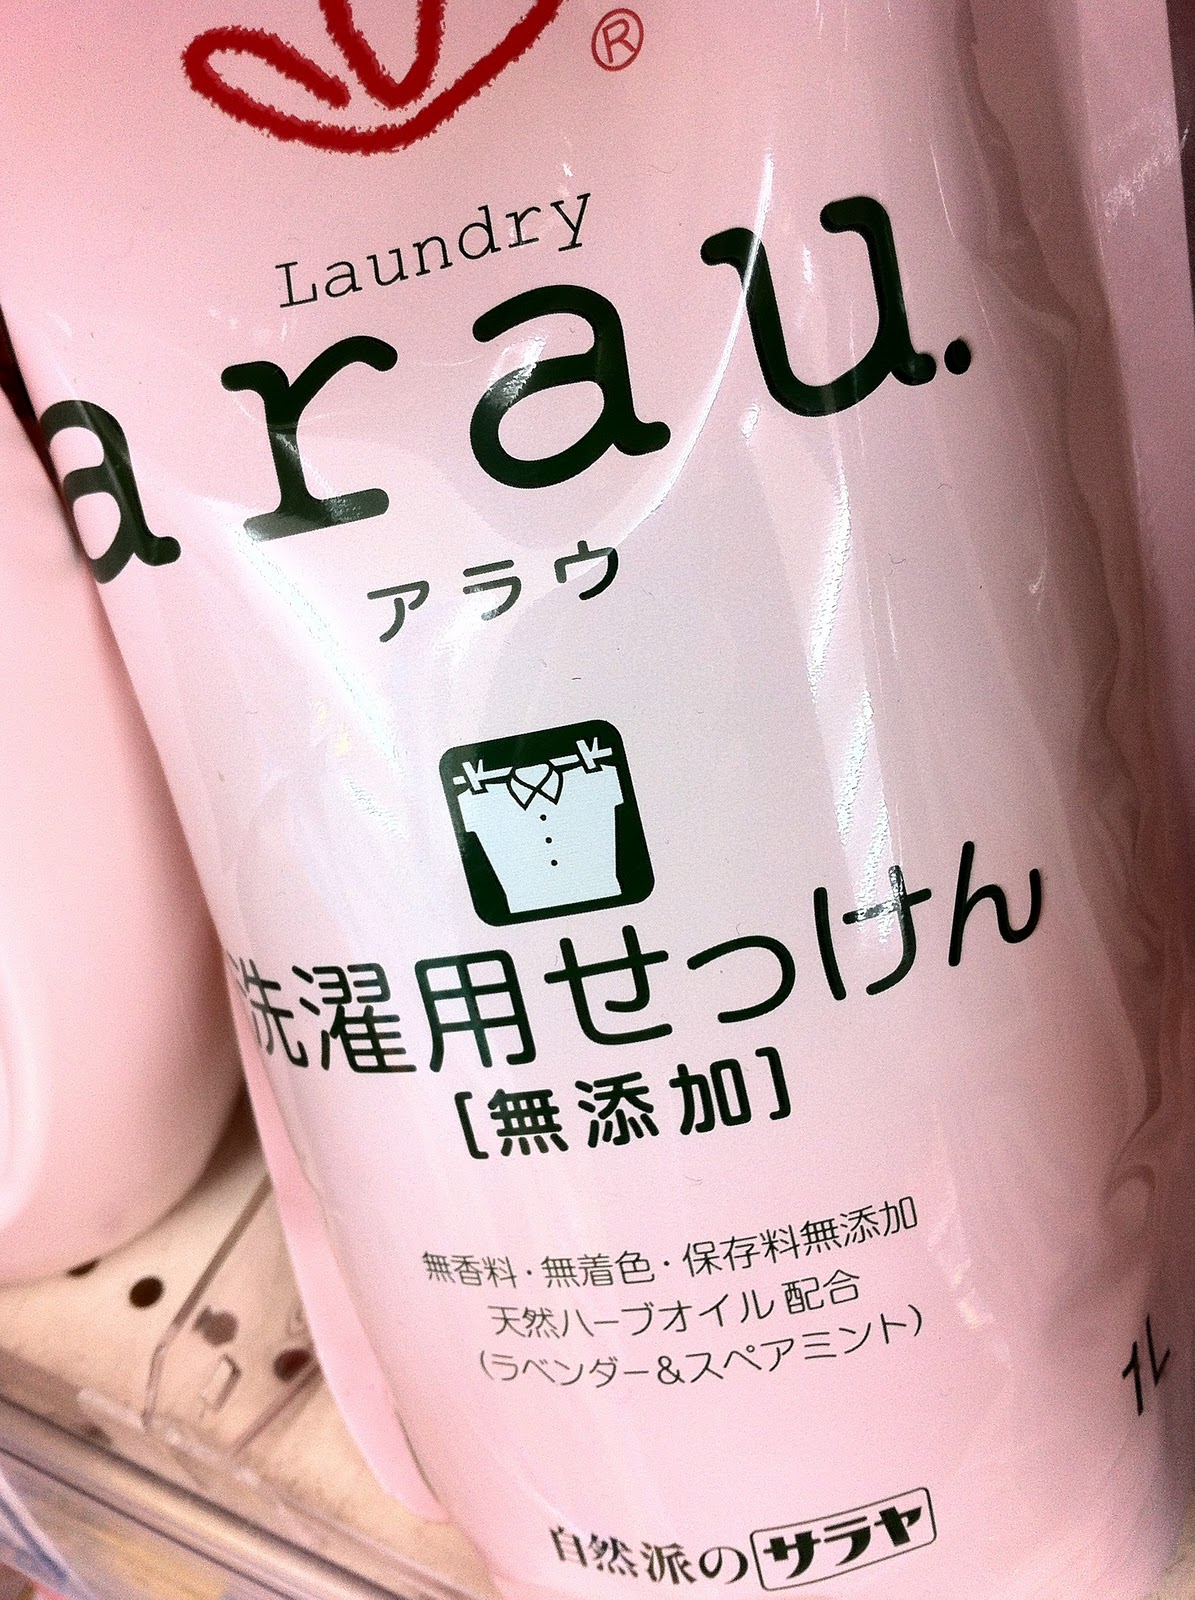 ®
Laundry
arau.
アラウ
洗濯用せっけん
[無添加]
無香料・無着色・保存料無添加
天然ハーブオイル配合
(ラベンダー&スペアミント)
1L
自然派のサラヤ